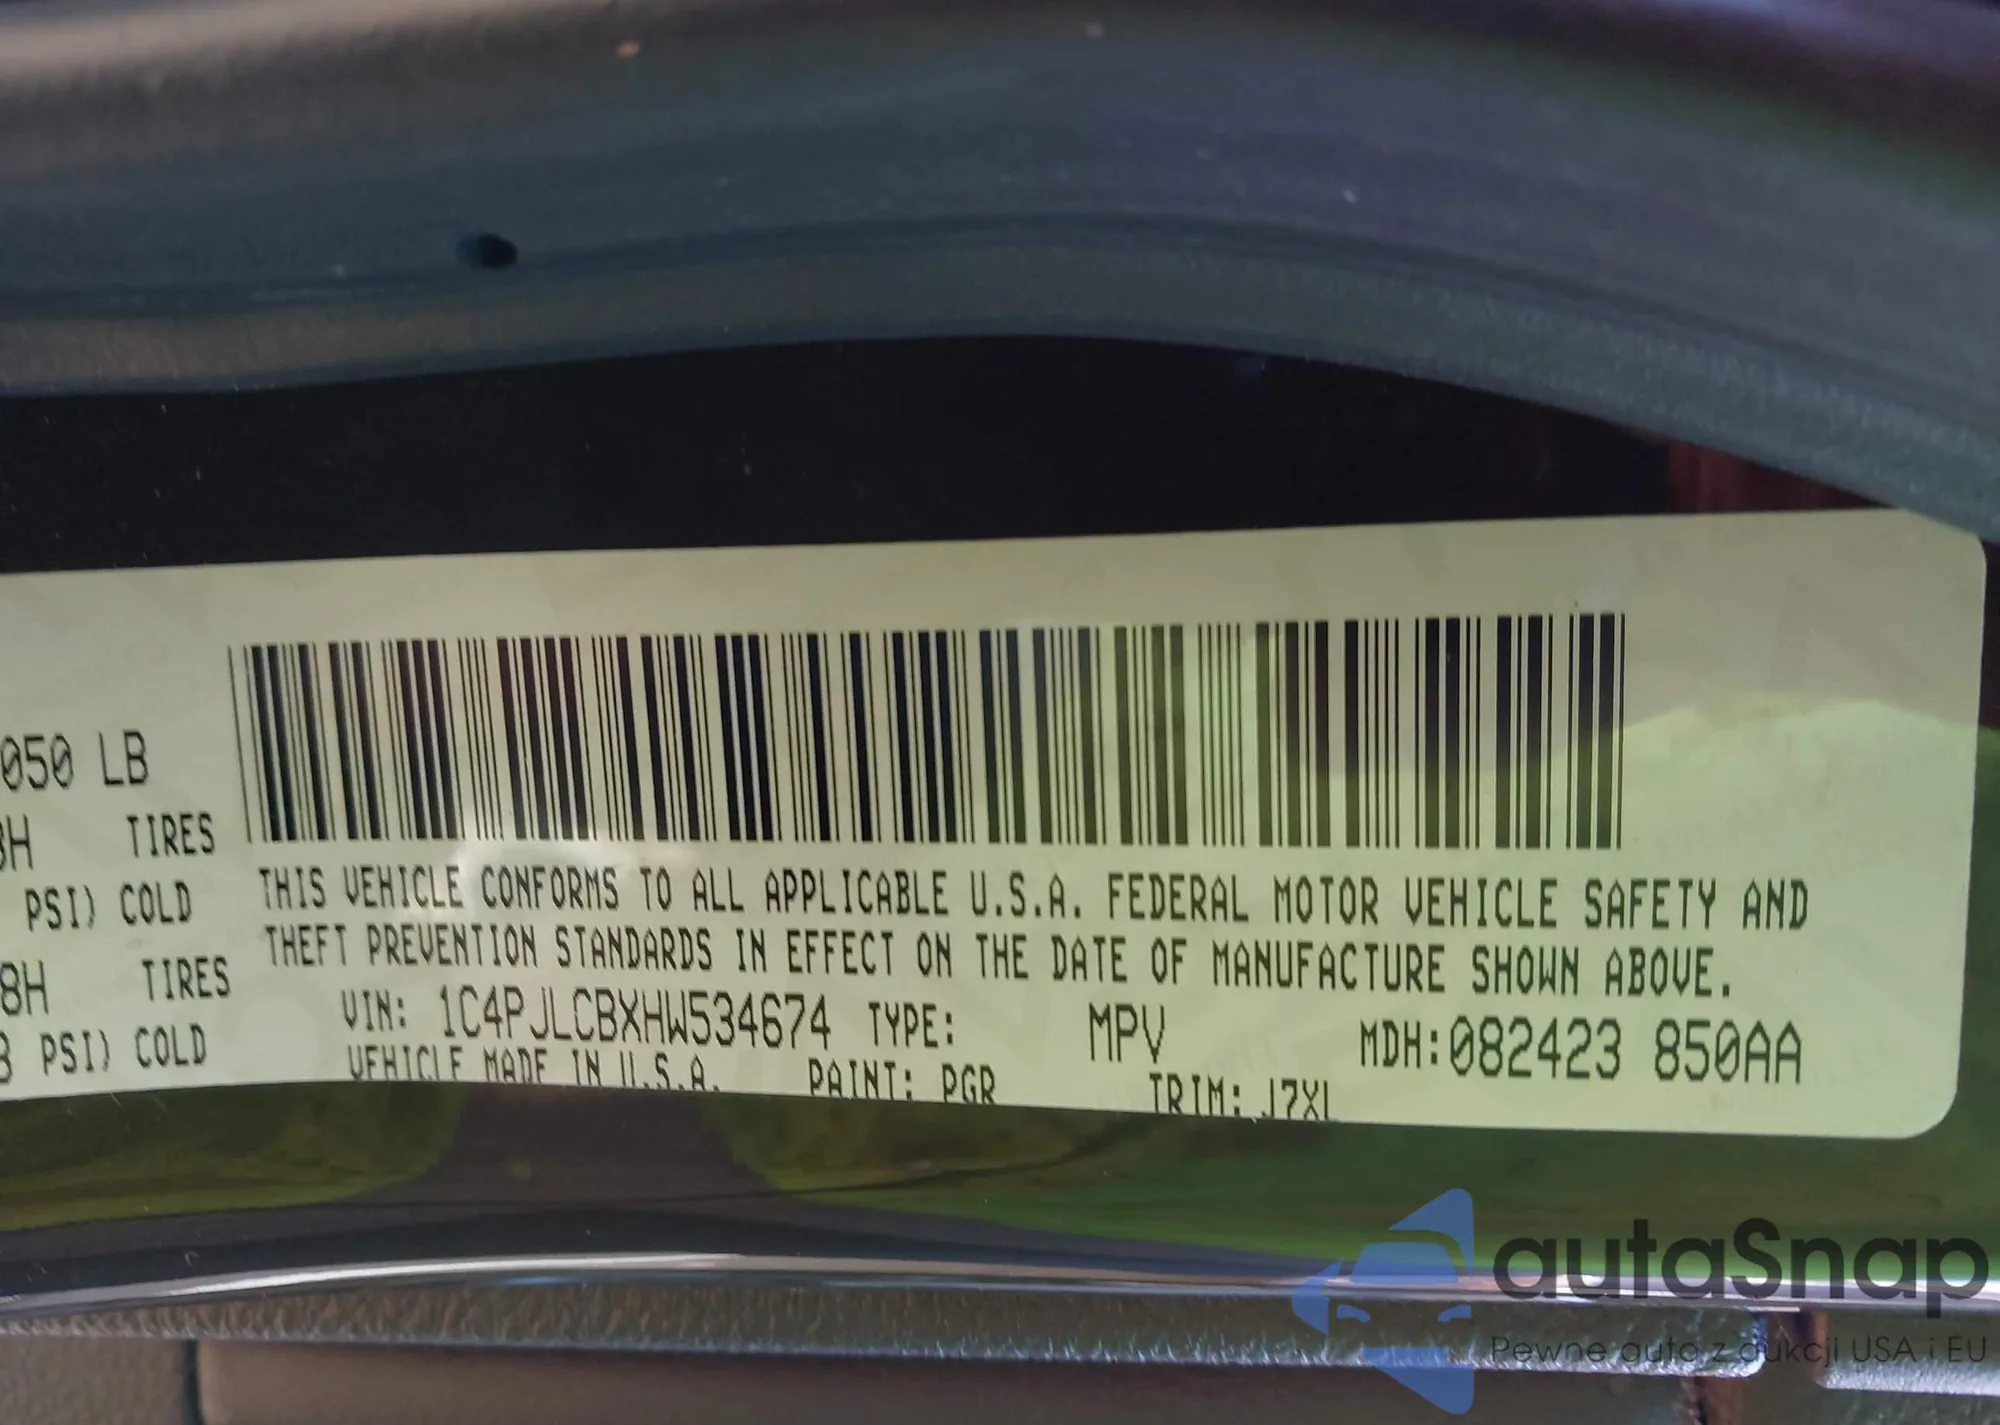 050 LB
8H TIRES
PSI) COLD
8H TIRES
3 PSI) COLD
THIS VEHICLE CONFORMS TO ALL APPLICABLE U.S.A. FEDERAL MOTOR VEHICLE SAFETY AND
THEFT PREVENTION STANDARDS IN EFFECT ON THE DATE OF MANUFACTURE SHOWN ABOVE.
VIN: 1C4PJLCBXHW534674 TYPE: MPV MDH:082423 850AA
VEHICLE MADE IN U.S.A. PAINT: PGR TRIM: J7XL
autaSnap
Pewne auto z aukcji USA i EU